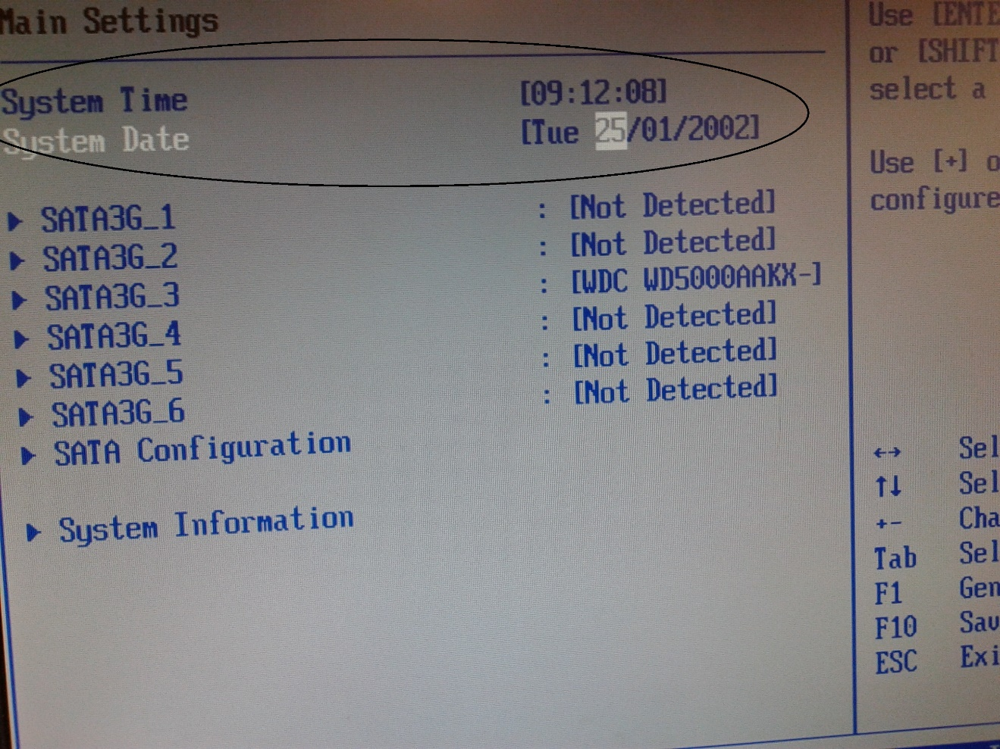 Main Settings
System Time [09:12:08]
System Date [Tue 25/01/2002]
SATA3G_1 : [Not Detected]
SATA3G_2 : [Not Detected]
SATA3G_3 : [WDC WD5000AAKX-]
SATA3G_4 : [Not Detected]
SATA3G_5 : [Not Detected]
SATA3G_6 : [Not Detected]
SATA Configuration
System Information
Use [ENTE
or [SHIFT
select a
Use [+] o
configure
←→ Sel
↑↓ Sel
+- Cha
Tab Sel
F1 Gen
F10 Sav
ESC Exi